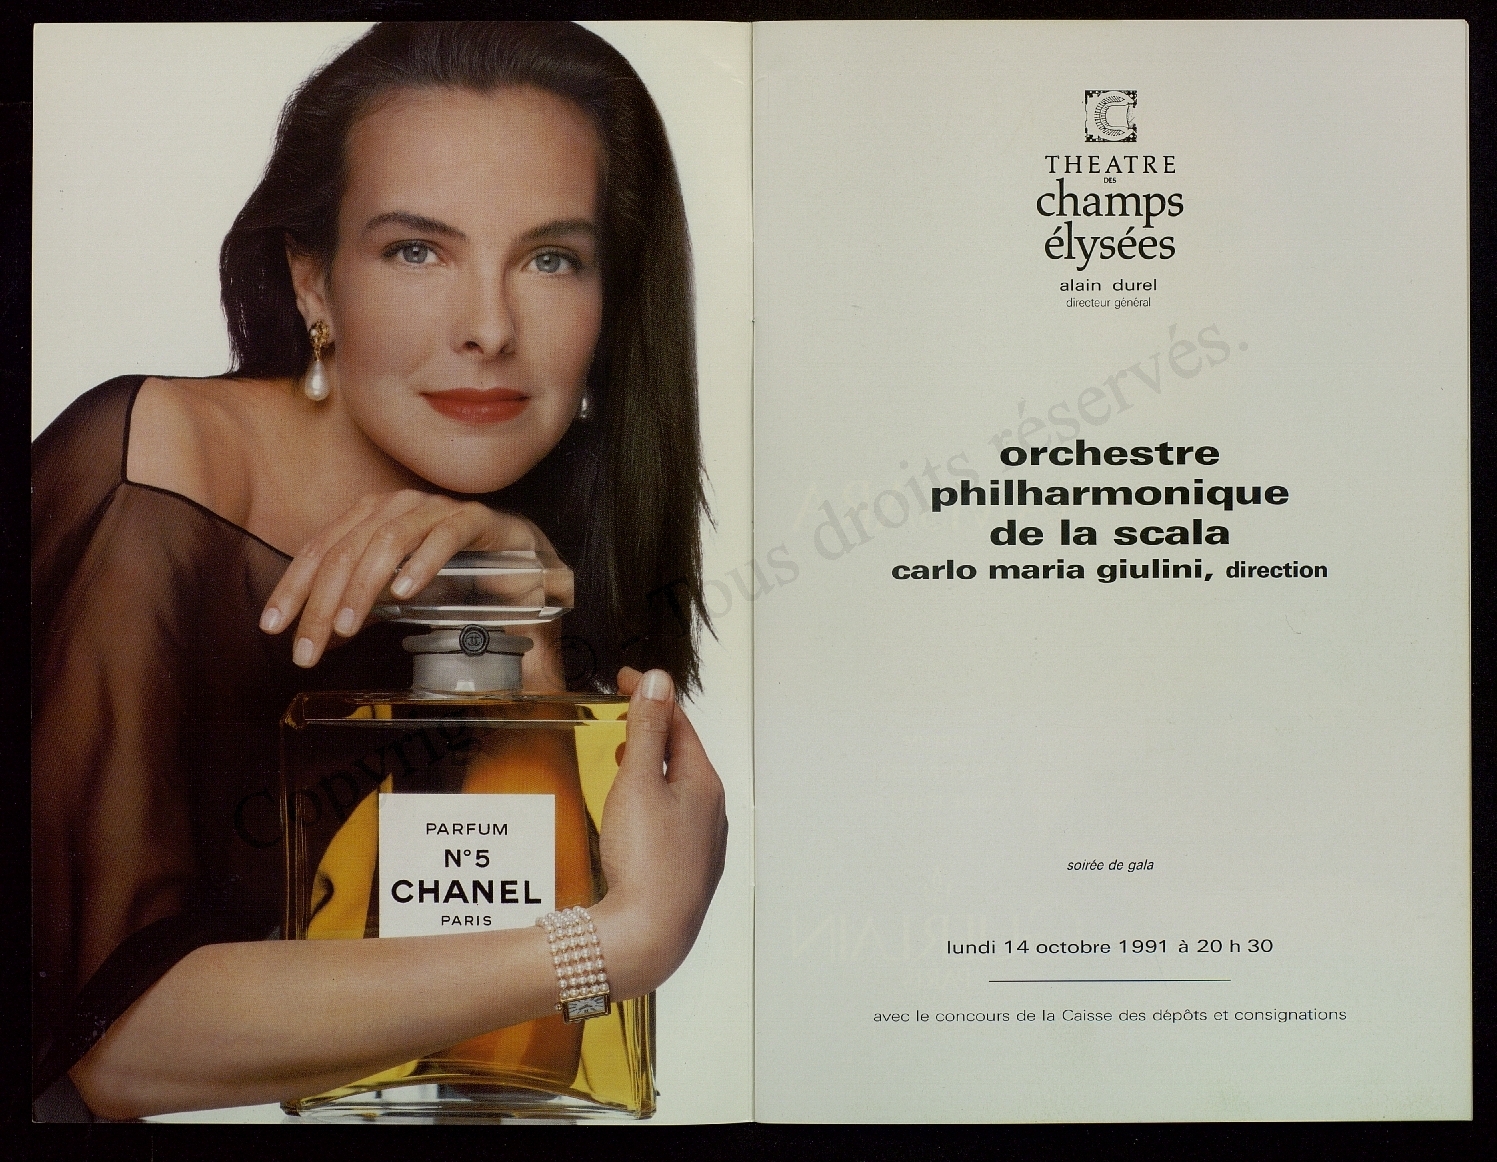 PARFUM
N°5
CHANEL
PARIS
THEATRE
DES
champs
élysées
alain durel
directeur général
orchestre
philharmonique
de la scala
carlo maria giulini, direction
soirée de gala
lundi 14 octobre 1991 à 20 h 30
avec le concours de la Caisse des dépôts et consignations
Copyright © - Tous droits réservés.